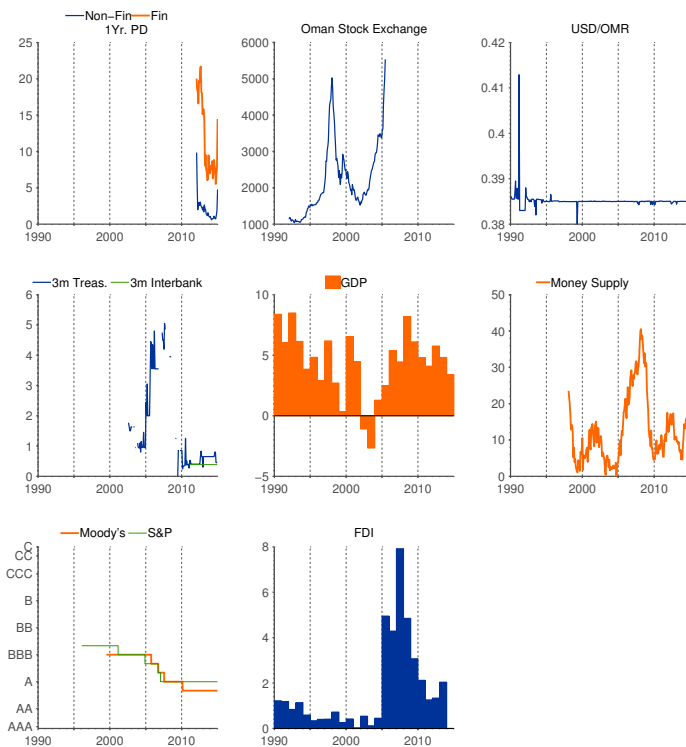 Non−Fin Fin
1Yr. PD
25
20
15
10
5
0
1990 2000 2010
Oman Stock Exchange
6000
5000
4000
3000
2000
1000
1990 2000 2010
USD/OMR
0.42
0.4
0.39
0.38
1990 2000 2010
3m Treas. 3m Interbank
6
5
4
3
2
1
0
1990 2000 2010
GDP
10
5
0
−5
1990 2000 2010
Money Supply
50
40
30
20
10
0
1990 2000 2010
Moody's S&P
C
CC
CCC
B
BB
BBB
A
AA
AAA
1990 2000 2010
FDI
8
6
4
2
0
1990 2000 2010